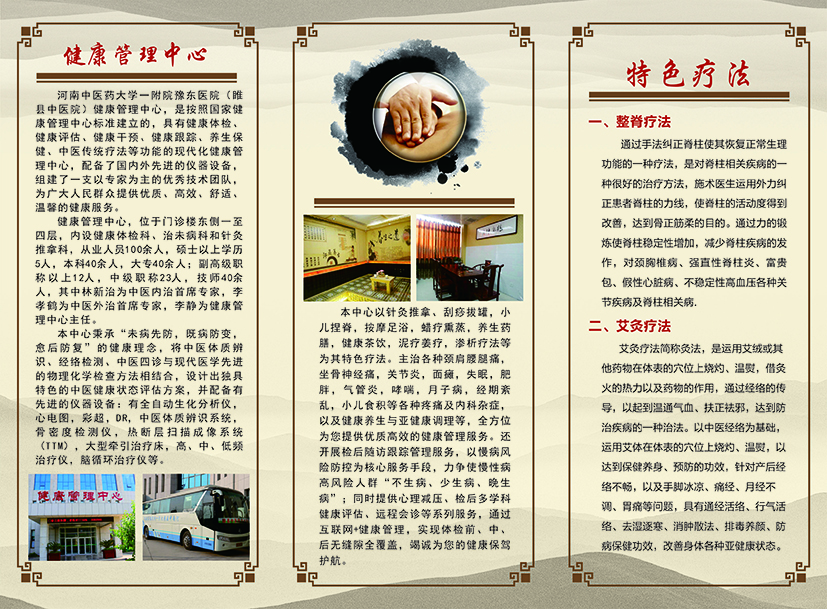 健康管理中心
河南中医药大学一附院豫东医院（睢
县中医院）健康管理中心，是按照国家健
康管理中心标准建立的，具有健康体检、
健康评估、健康干预、健康跟踪、养生保
健、中医传统疗法等功能的现代化健康管
理中心，配备了国内外先进的仪器设备，
组建了一支以专家为主的优秀技术团队，
为广大人民群众提供优质、高效、舒适、
温馨的健康服务。
健康管理中心，位于门诊楼东侧一至
四层，内设健康体检科、治未病科和针灸
推拿科，从业人员100余人，硕士以上学历
5人，本科40余人，大专40余人；副高级职
称以上12人，中级职称23人，技师40余
人，其中林新治为中医内治首席专家，李
孝鹤为中医外治首席专家，李静为健康管
理中心主任。
本中心秉承“未病先防，既病防变，
愈后防复”的健康理念，将中医体质辨
识、经络检测、中医四诊与现代医学先进
的物理化学检查方法相结合，设计出独具
特色的中医健康状态评估方案，并配备有
先进的仪器设备：有全自动生化分析仪，
心电图，彩超，DR，中医体质辨识系统，
骨密度检测仪，热断层扫描成像系统
（TTM），大型牵引治疗床，高、中、低频
治疗仪，脑循环治疗仪等。
健康管理中心
本中心以针灸推拿、刮痧拔罐，小
儿捏脊，按摩足浴，蜡疗熏蒸，养生药
膳，健康茶饮，泥疗姜疗，渗析疗法等
为其特色疗法。主治各种颈肩腰腿痛，
坐骨神经痛，关节炎，面瘫，失眠，肥
胖，气管炎，哮喘，月子病，经期紊
乱，小儿食积等各种疼痛及内科杂症，
以及健康养生与亚健康调理等，全方位
为您提供优质高效的健康管理服务。还
开展检后随访跟踪管理服务，以慢病风
险防控为核心服务手段，力争使慢性病
高风险人群“不生病、少生病、晚生
病”；同时提供心理减压、检后多学科
健康评估、远程会诊等系列服务，通过
互联网+健康管理，实现体检前、中、
后无缝隙全覆盖，竭诚为您的健康保驾
护航。
特色疗法
一、整脊疗法
通过手法纠正脊柱使其恢复正常生理
功能的一种疗法，是对脊柱相关疾病的一
种很好的治疗方法，施术医生运用外力纠
正患者脊柱的力线，使脊柱的活动度得到
改善，达到骨正筋柔的目的。通过力的锻
炼使脊柱稳定性增加，减少脊柱疾病的发
作，对颈胸椎病、强直性脊柱炎、富贵
包、假性心脏病、不稳定性高血压各种关
节疾病及脊柱相关病.
二、艾灸疗法
艾灸疗法简称灸法，是运用艾绒或其
他药物在体表的穴位上烧灼、温熨，借灸
火的热力以及药物的作用，通过经络的传
导，以起到温通气血、扶正祛邪，达到防
治疾病的一种治法。以中医经络为基础，
运用艾体在体表的穴位上烧灼、温熨，以
达到保健养身、预防的功效，针对产后经
络不畅，以及手脚冰凉、痛经、月经不
调、胃痛等问题，具有通经活络、行气活
络、去湿逐寒、消肿散法、排毒养颜、防
病保健功效，改善身体各种亚健康状态。